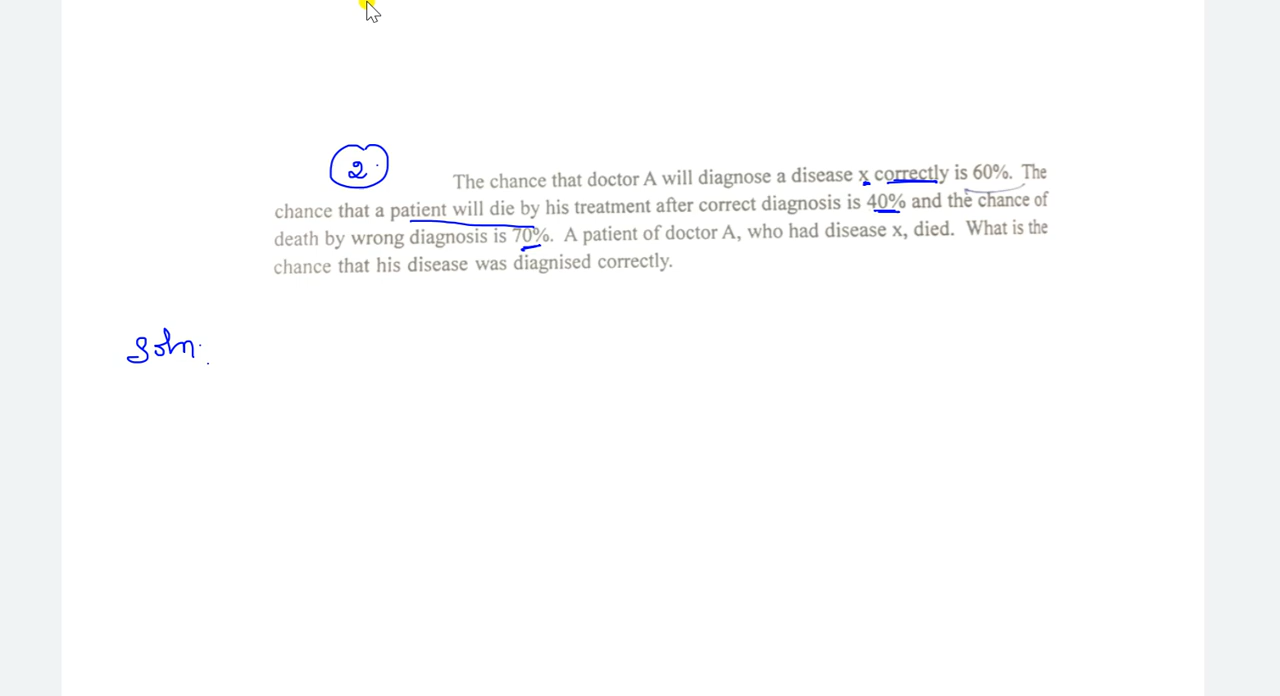 2.
The chance that doctor A will diagnose a disease x correctly is 60%. The
chance that a patient will die by his treatment after correct diagnosis is 40% and the chance of
death by wrong diagnosis is 70%. A patient of doctor A, who had disease x, died. What is the
chance that his disease was diagnised correctly.
Soln.